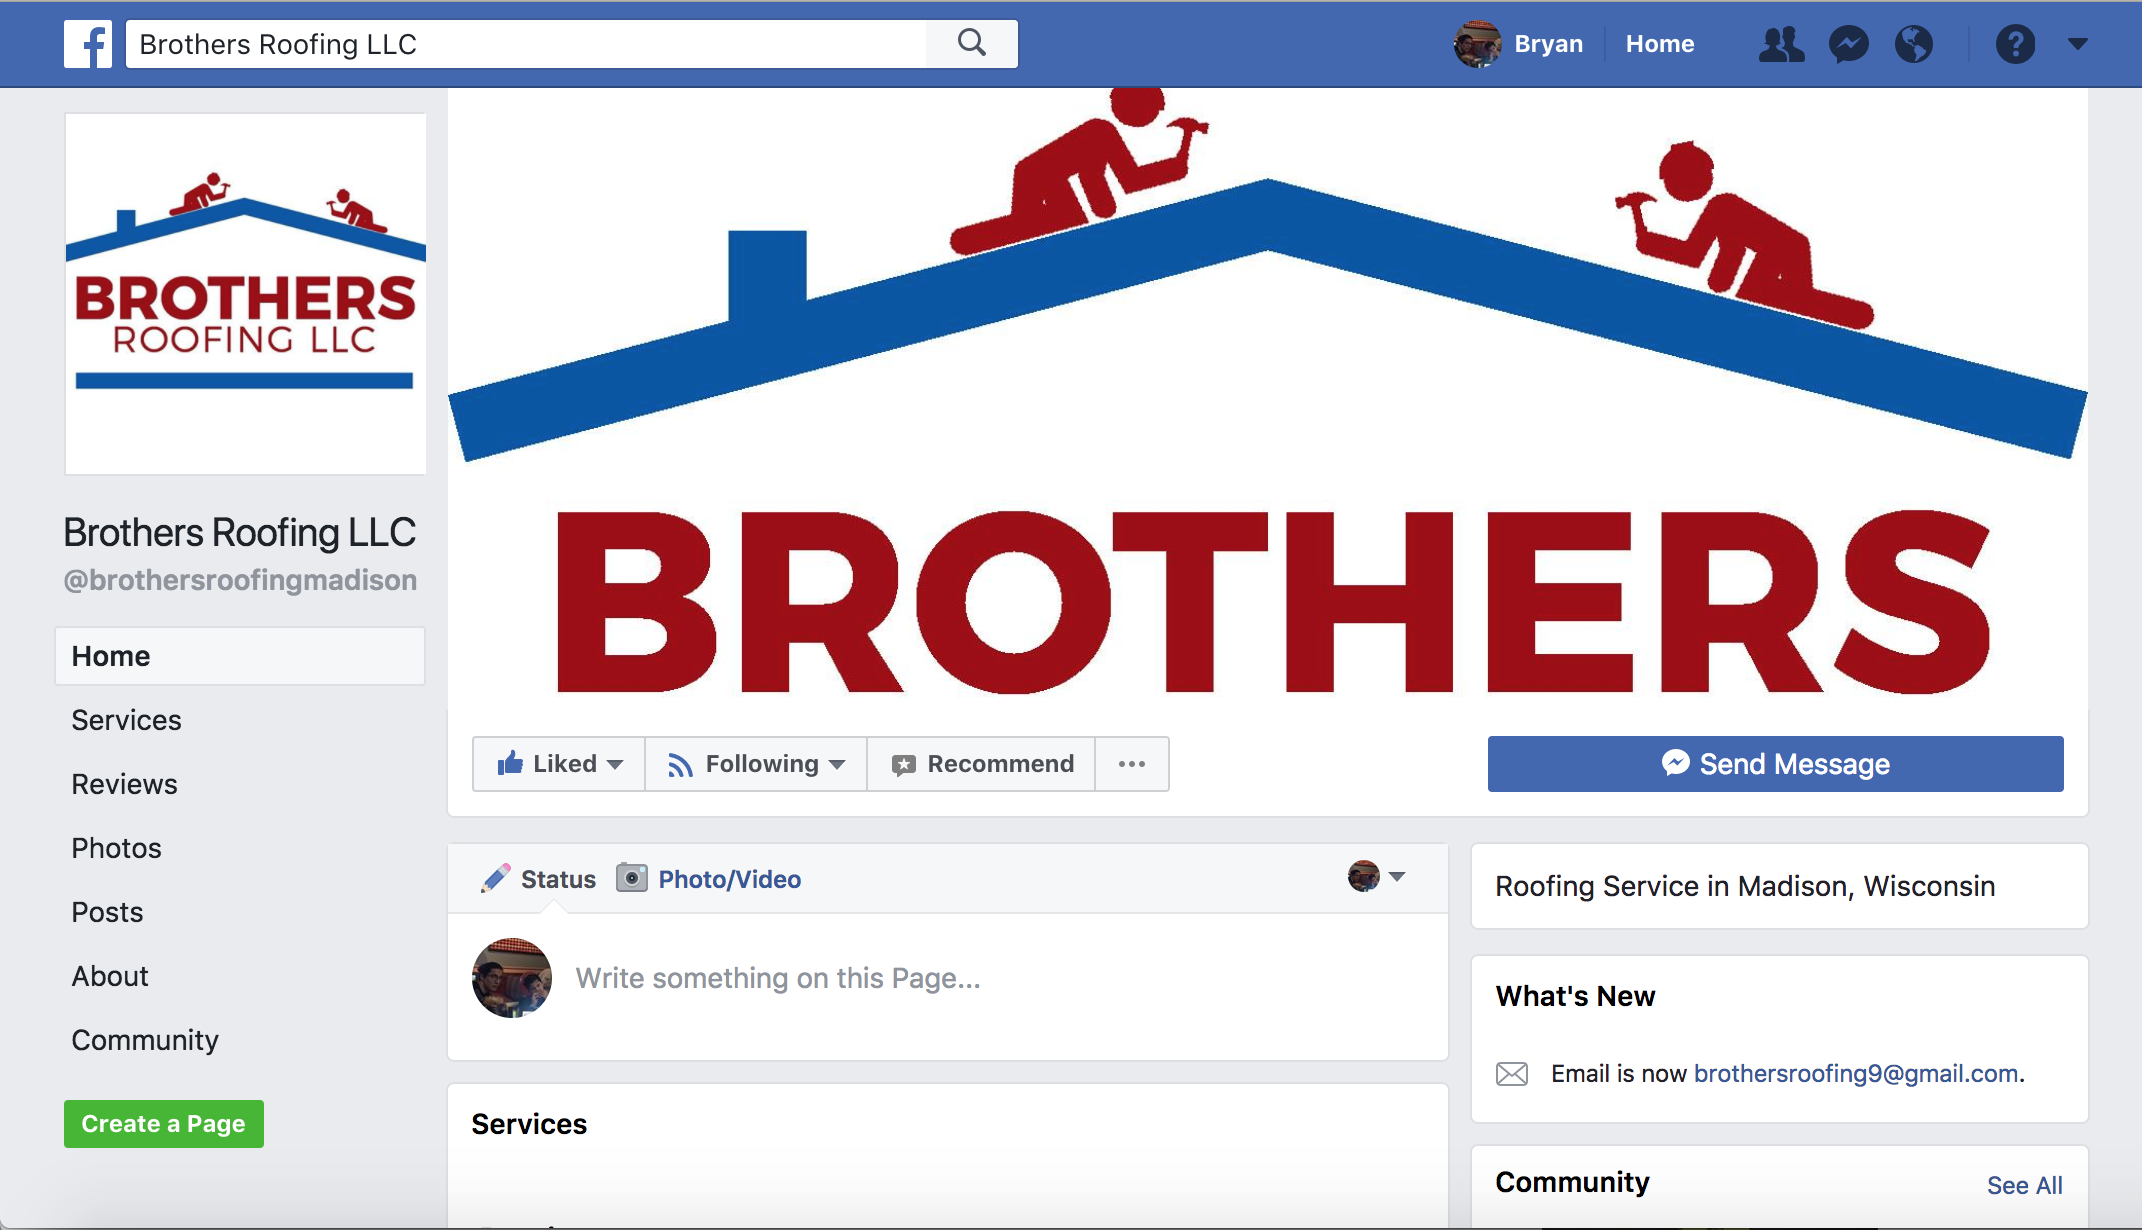 Brothers Roofing LLC
Bryan
Home
?
BROTHERS
ROOFING LLC
Brothers Roofing LLC
@brothersroofingmadison
Home
Services
Reviews
Photos
Posts
About
Community
Create a Page
BROTHERS
Liked
Following
Recommend
...
Send Message
Status
Photo/Video
Write something on this Page...
Services
Roofing Service in Madison, Wisconsin
What's New
Email is now brothersroofing9@gmail.com.
Community
See All